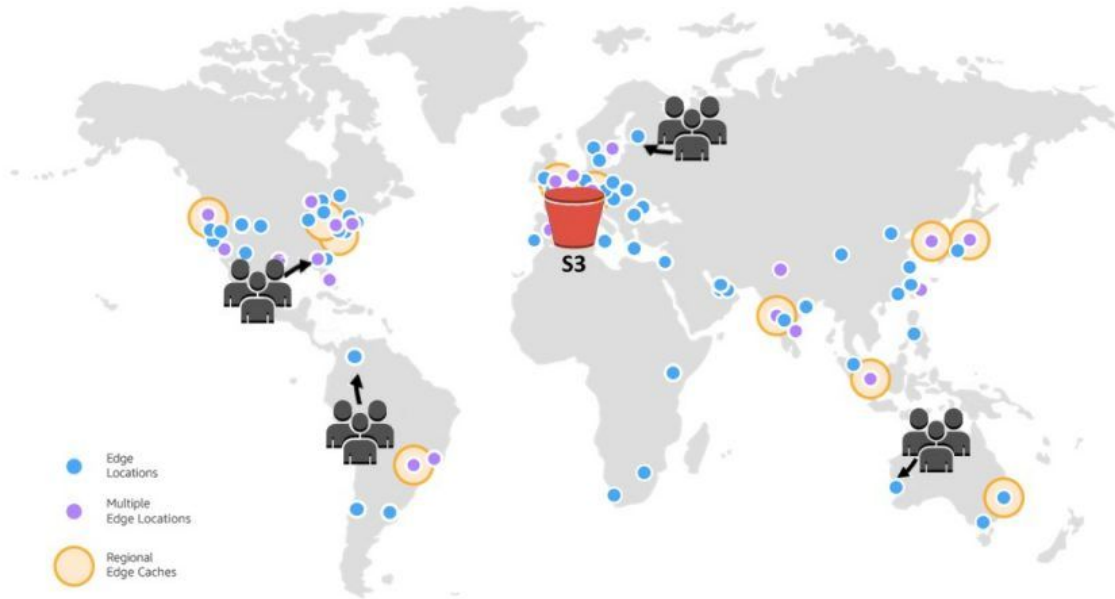 S3
Edge
Locations
Multiple
Edge Locations
Regional
Edge Caches